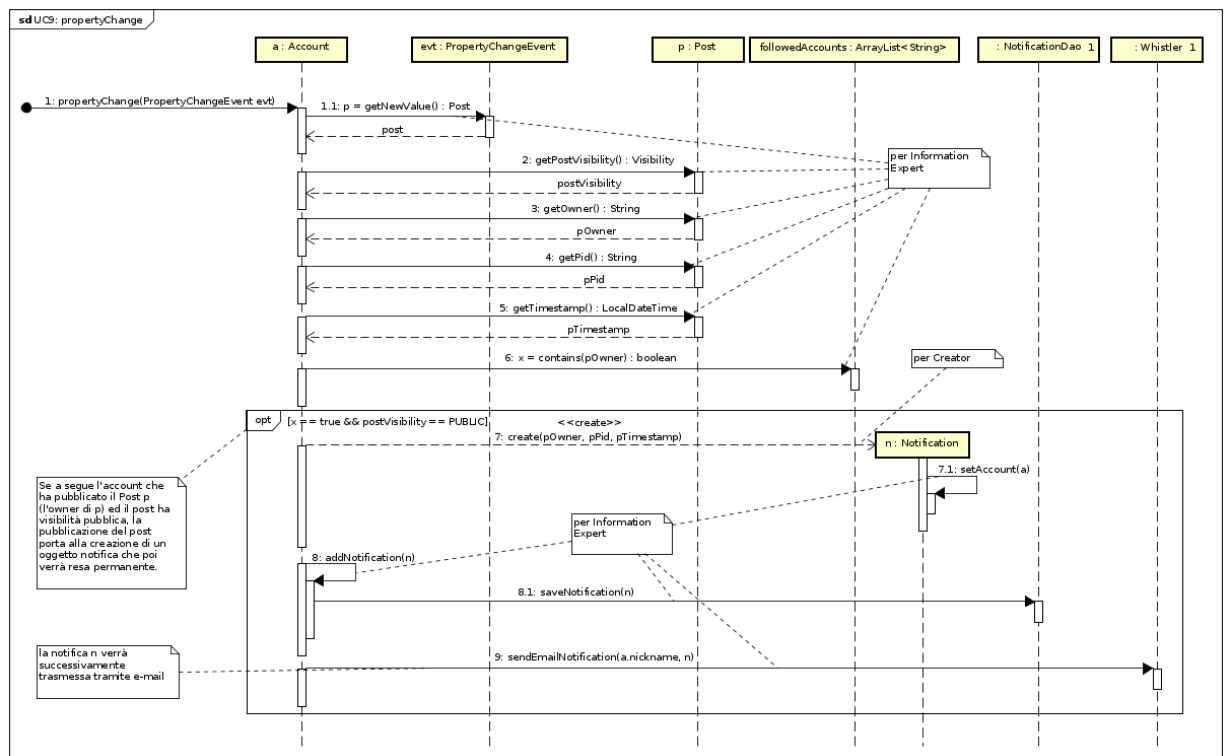 sd UC9: propertyChange
a : Account
evt : PropertyChangeEvent
p : Post
followedAccounts : ArrayList<String>
: NotificationDao 1
: Whistler 1
1: propertyChange(PropertyChangeEvent evt)
1.1: p = getNewValue() : Post
post
2: getPostVisibility() : Visibility
per Information
Expert
postVisibility
3: getOwner() : String
pOwner
4: getPid() : String
pPid
5: getTimestamp() : LocalDateTime
pTimestamp
6: x = contains(pOwner) : boolean
per Creator
opt
[x == true && postVisibility == PUBLIC]
<<create>>
7: create(pOwner, pPid, pTimestamp)
n : Notification
7.1: setAccount(a)
Se a segue l'account che
ha pubblicato il Post p
(l'owner di p) ed il post ha
visibilità pubblica, la
pubblicazione del post
porta alla creazione di un
oggetto notifica che poi
verrà resa permanente.
per Information
Expert
8: addNotification(n)
8.1: saveNotification(n)
la notifica n verrà
successivamente
trasmessa tramite e-mail
9: sendEmailNotification(a.nickname, n)